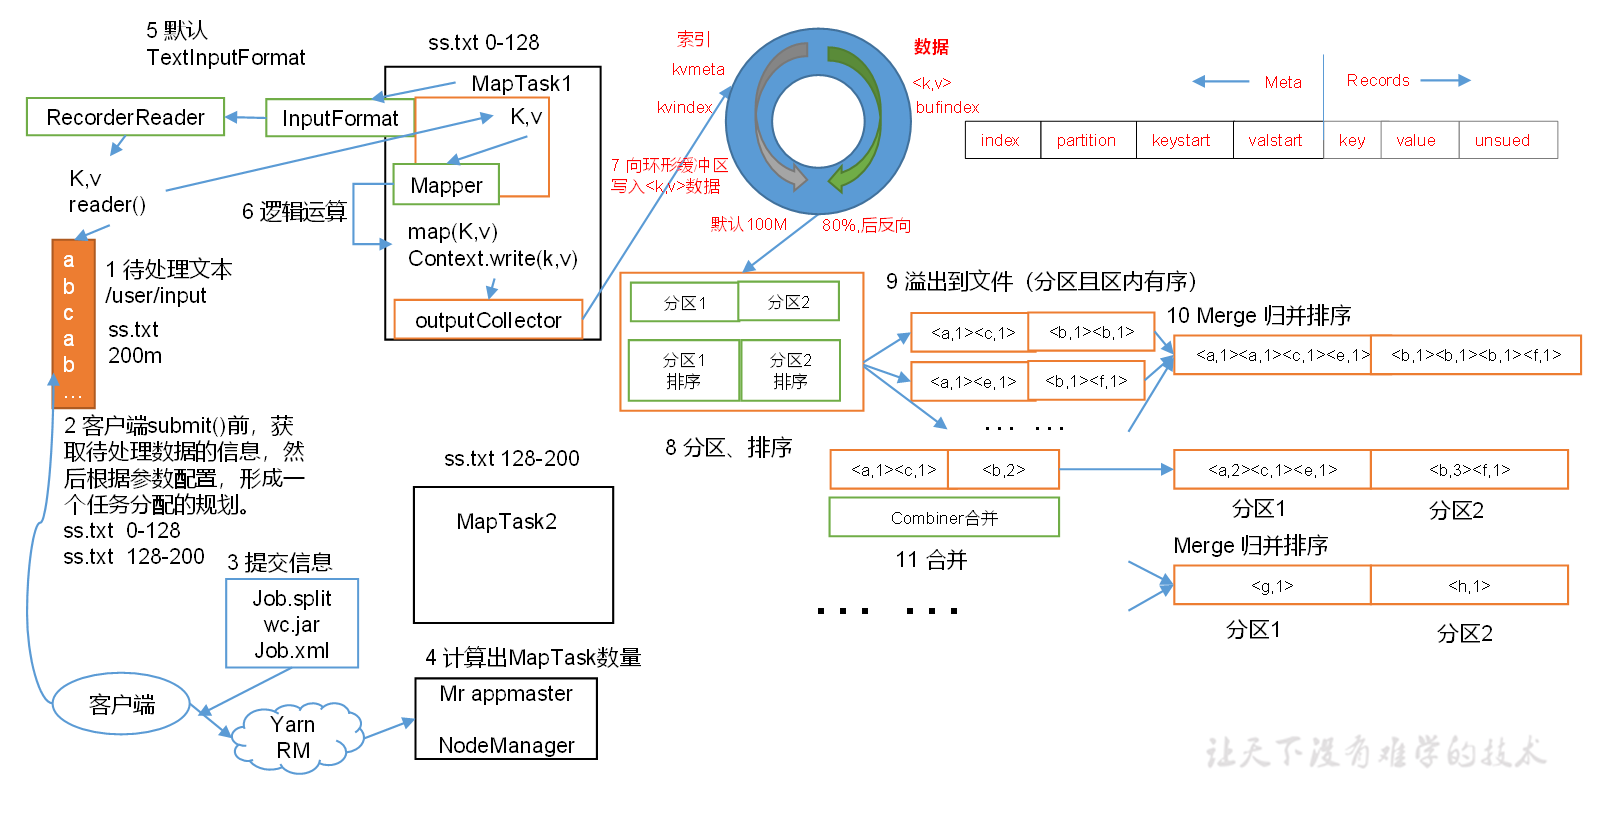 5 默认
TextInputFormat
ss.txt 0-128
MapTask1
RecorderReader
InputFormat
K,v
Mapper
K,v
reader()
6 逻辑运算
map(K,v)
Context.write(k,v)
outputCollector
a
b
c
a
b
...
1 待处理文本
/user/input
ss.txt
200m
2 客户端submit()前，获
取待处理数据的信息，然
后根据参数配置，形成一
个任务分配的规划。
ss.txt 0-128
ss.txt 128-200
3 提交信息
Job.split
wc.jar
Job.xml
客户端
Yarn
RM
4 计算出MapTask数量
Mr appmaster
NodeManager
ss.txt 128-200
MapTask2
索引
kvmeta
kvindex
数据
<k,v>
bufindex
7 向环形缓冲区
写入<k,v>数据
默认100M
80%,后反向
Meta
Records
index partition keystart valstart key value unsued
分区1 分区2
分区1
排序
分区2
排序
8 分区、排序
9 溢出到文件（分区且区内有序）
<a,1><c,1> <b,1><b,1>
<a,1><e,1> <b,1><f,1>
... ...
10 Merge 归并排序
<a,1><a,1><c,1><e,1> <b,1><b,1><b,1><f,1>
<a,1><c,1> <b,2>
Combiner合并
11 合并
<a,2><c,1><e,1> <b,3><f,1>
分区1 分区2
Merge 归并排序
<g,1> <h,1>
分区1 分区2
... ...
让天下没有难学的技术